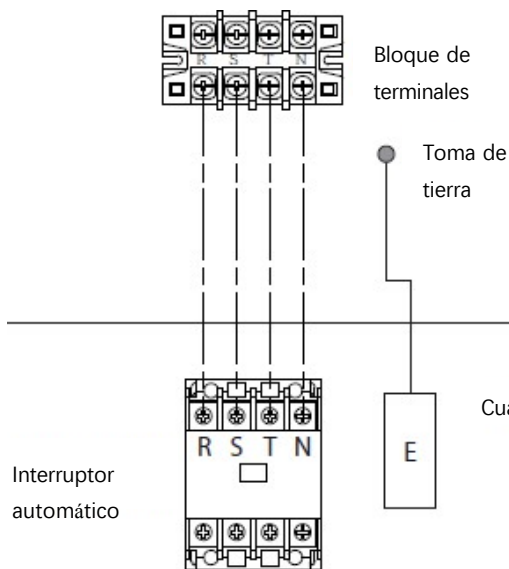 R S T N
Bloque de
terminales
Toma de
tierra
R S T N
E
Cua
Interruptor
automático